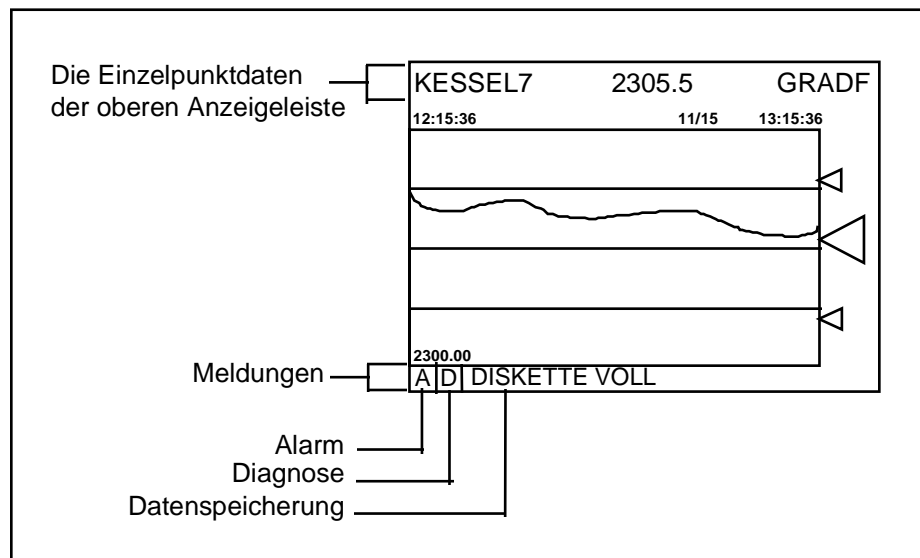 Die Einzelpunktdaten
der oberen Anzeigeleiste
KESSEL7 2305.5 GRADF
12:15:36 11/15 13:15:36
2300.00
Meldungen
A D DISKETTE VOLL
Alarm
Diagnose
Datenspeicherung